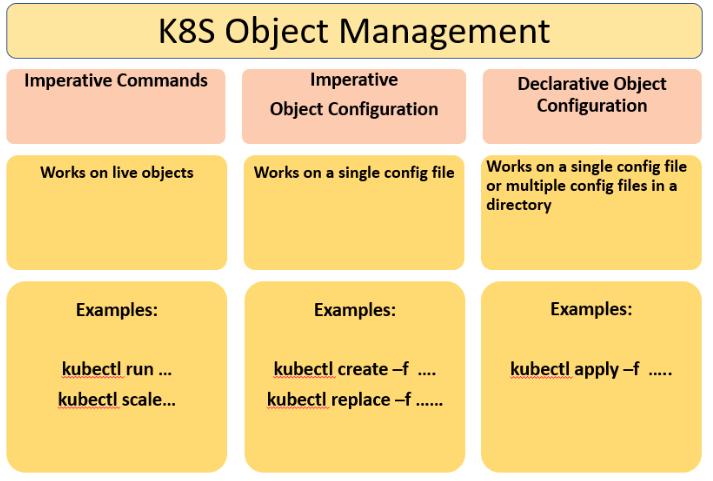 K8S Object Management
Imperative Commands
Imperative
Object Configuration
Declarative Object
Configuration
Works on live objects
Works on a single config file
Works on a single config file
or multiple config files in a
directory
Examples:
kubectl run ...
kubectl scale...
Examples:
kubectl create –f ....
kubectl replace –f ......
Examples:
kubectl apply –f .....